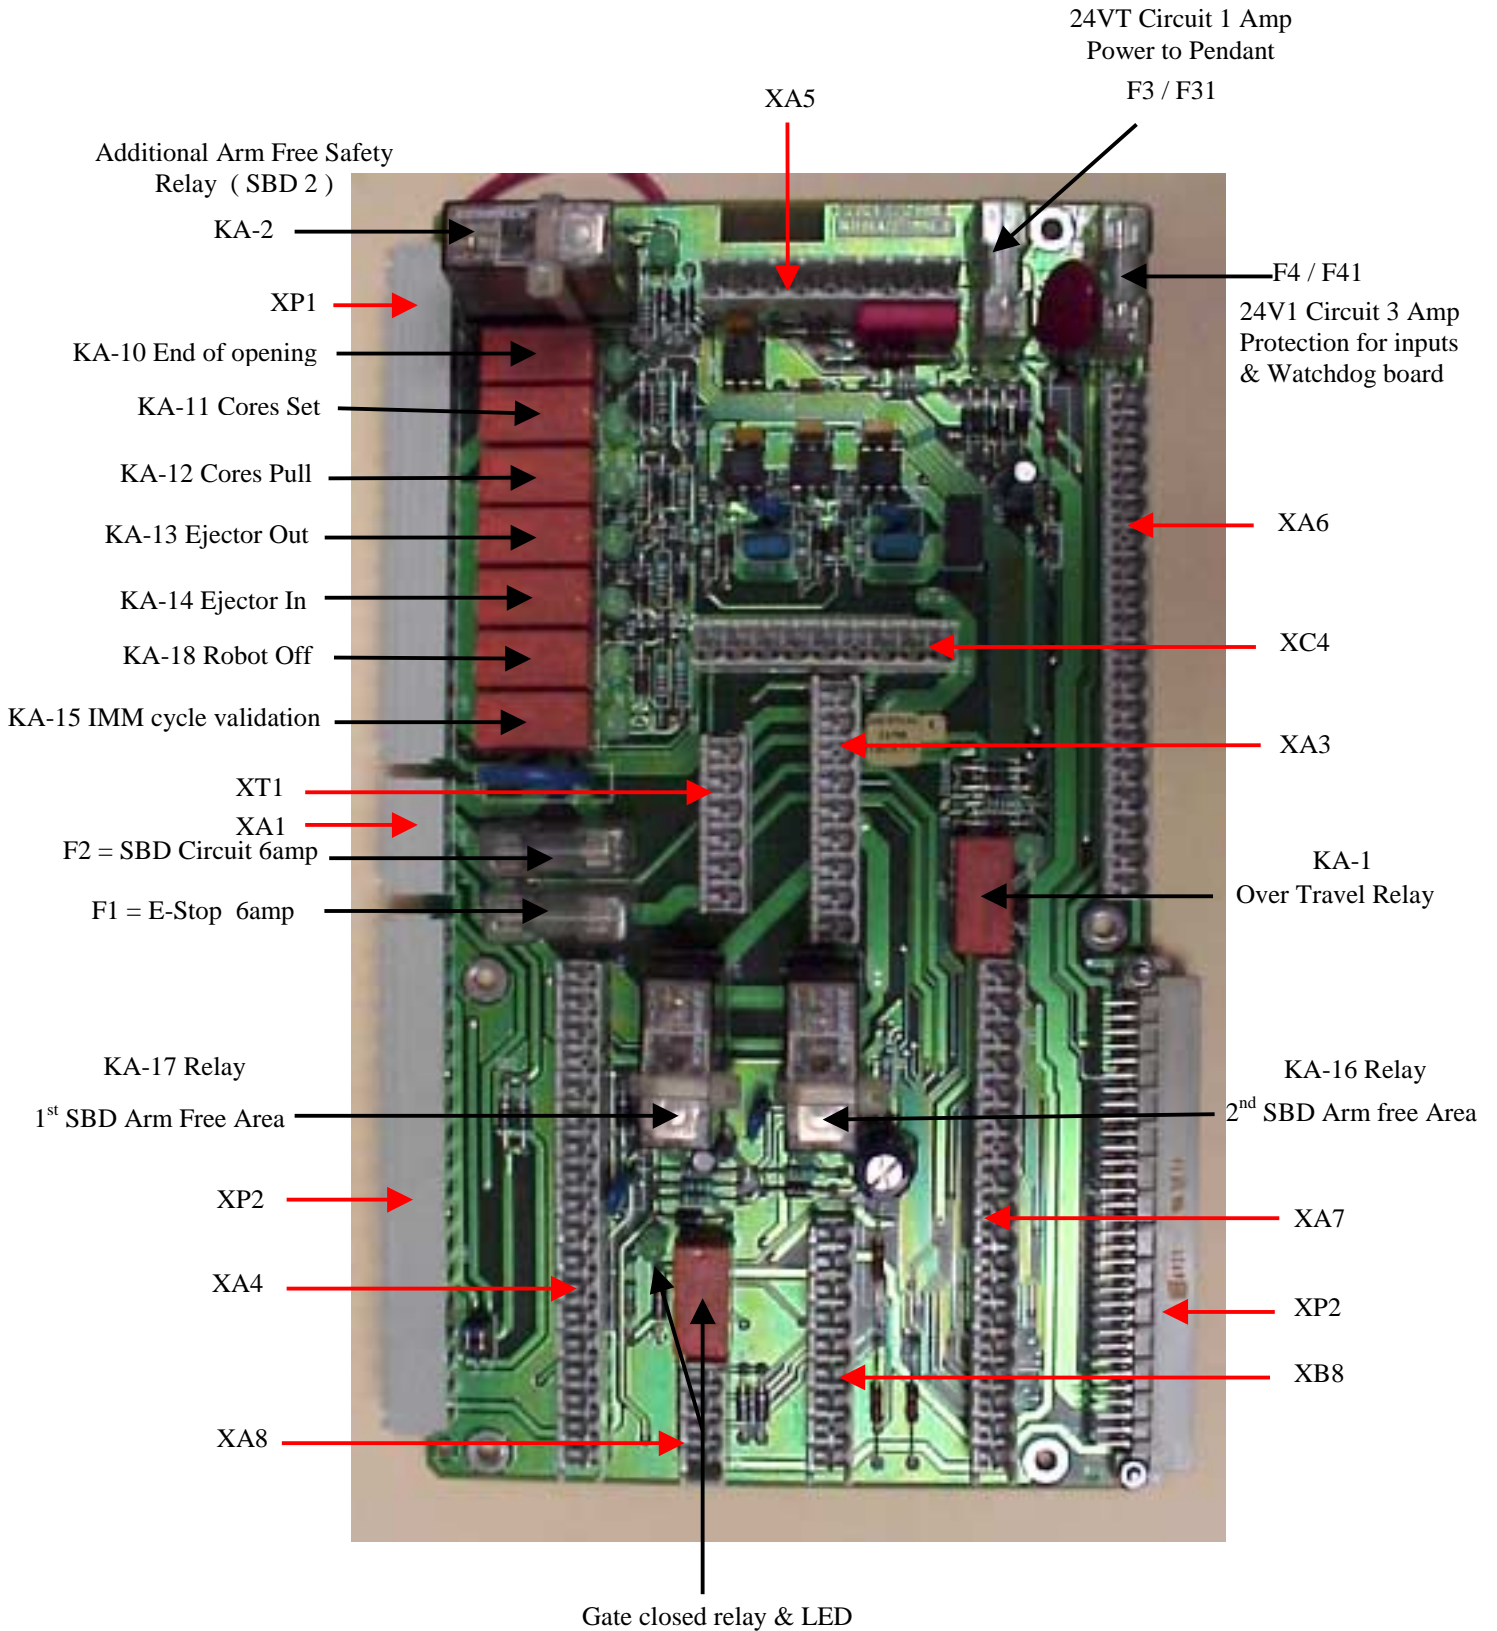 24VT Circuit 1 Amp
Power to Pendant
F3 / F31
XA5
Additional Arm Free Safety
Relay ( SBD 2 )
KA-2
F4 / F41
XP1
24V1 Circuit 3 Amp
Protection for inputs
& Watchdog board
KA-10 End of opening
KA-11 Cores Set
KA-12 Cores Pull
XA6
KA-13 Ejector Out
KA-14 Ejector In
XC4
KA-18 Robot Off
KA-15 IMM cycle validation
XA3
XT1
XA1
F2 = SBD Circuit 6amp
KA-1
Over Travel Relay
F1 = E-Stop 6amp
KA-17 Relay
1st SBD Arm Free Area
KA-16 Relay
2nd SBD Arm free Area
XP2
XA7
XA4
XP2
XB8
XA8
Gate closed relay & LED